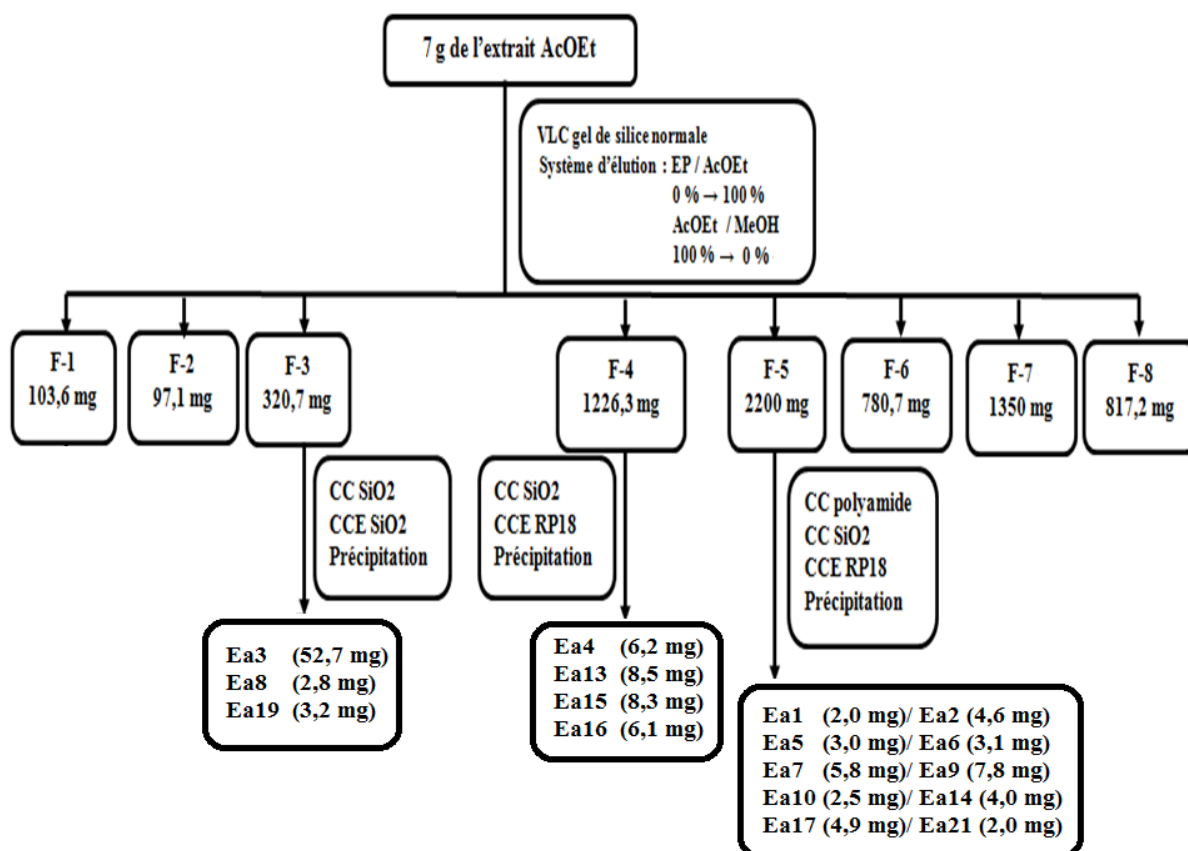 7 g de l'extrait AcOEt
VLC gel de silice normale
Système d'élution : EP / AcOEt
0 % → 100 %
AcOEt / MeOH
100 % → 0 %
F-1
103,6 mg
F-2
97,1 mg
F-3
320,7 mg
F-4
1226,3 mg
F-5
2200 mg
F-6
780,7 mg
F-7
1350 mg
F-8
817,2 mg
CC SiO2
CCE SiO2
Précipitation
CC SiO2
CCE RP18
Précipitation
CC polyamide
CC SiO2
CCE RP18
Précipitation
Ea3 (52,7 mg)
Ea8 (2,8 mg)
Ea19 (3,2 mg)
Ea4 (6,2 mg)
Ea13 (8,5 mg)
Ea15 (8,3 mg)
Ea16 (6,1 mg)
Ea1 (2,0 mg)/ Ea2 (4,6 mg)
Ea5 (3,0 mg)/ Ea6 (3,1 mg)
Ea7 (5,8 mg)/ Ea9 (7,8 mg)
Ea10 (2,5 mg)/ Ea14 (4,0 mg)
Ea17 (4,9 mg)/ Ea21 (2,0 mg)